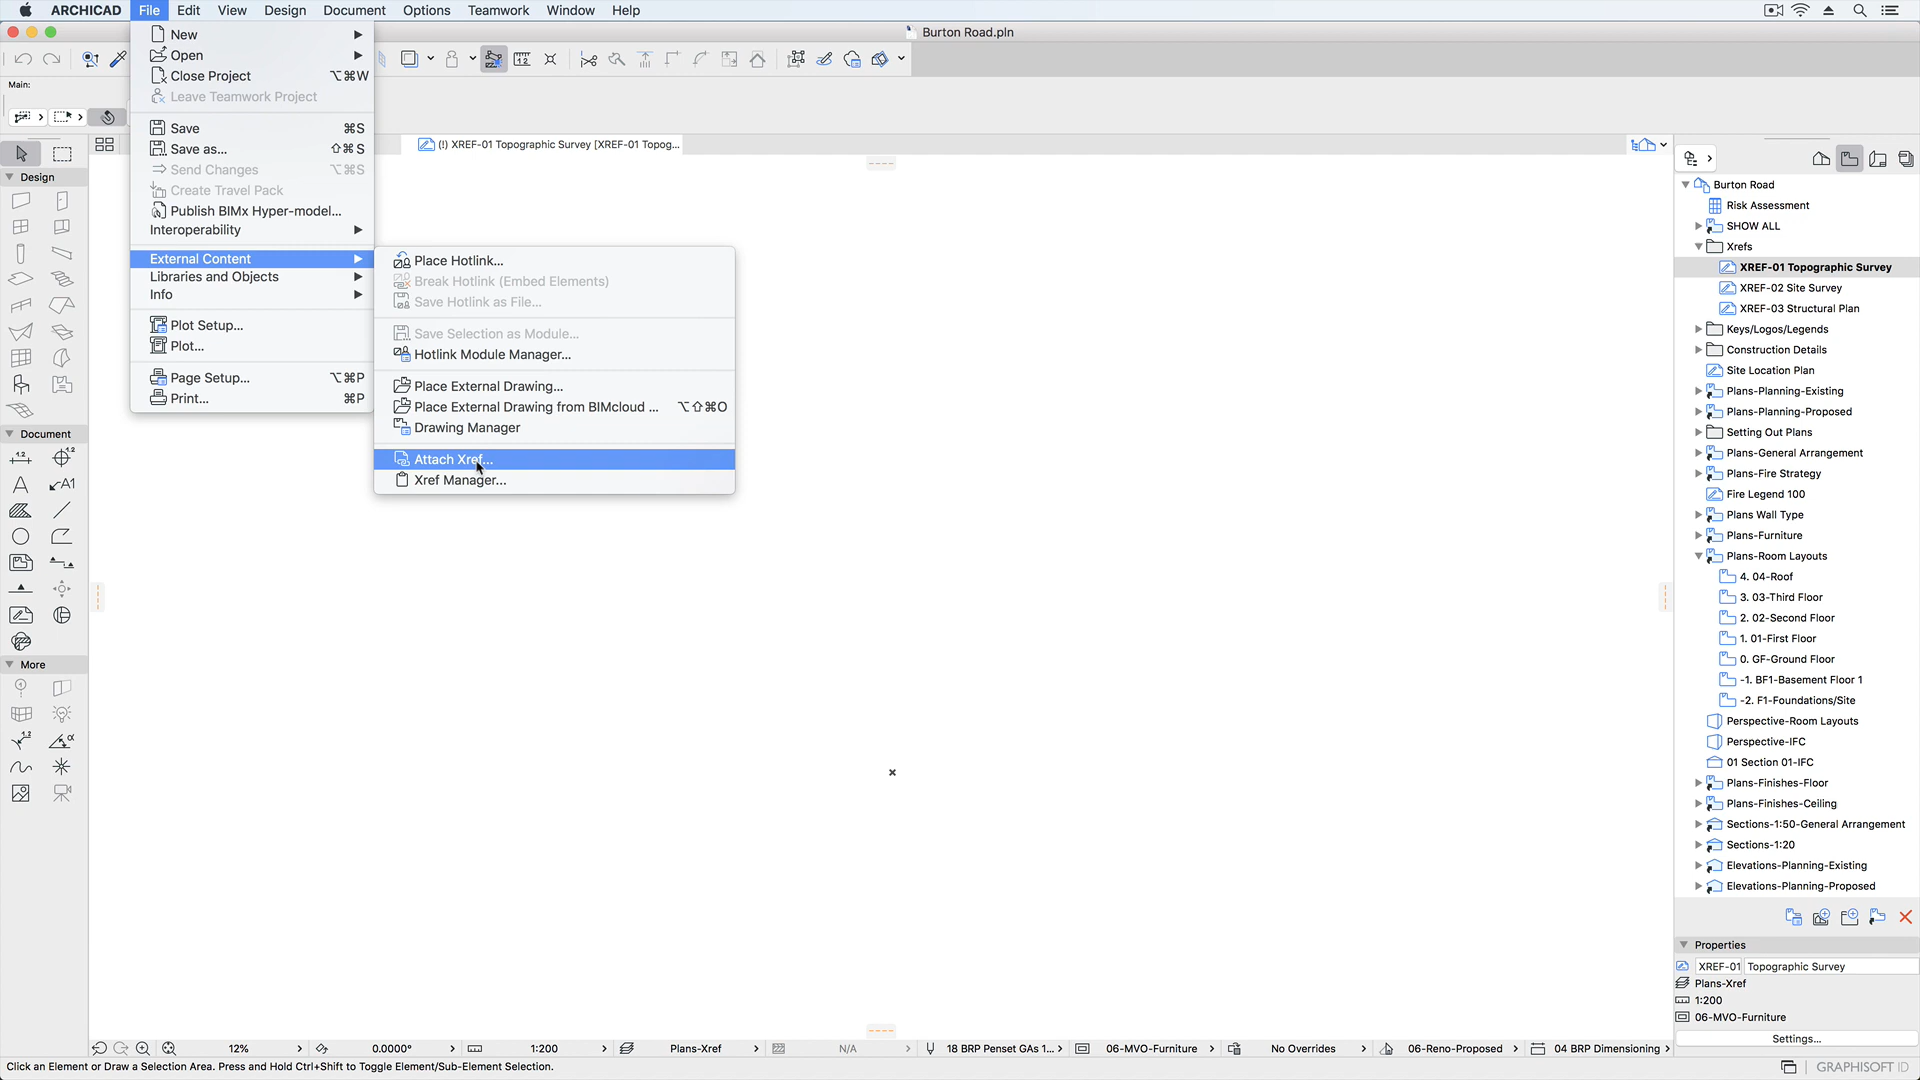 ARCHICAD File Edit View Design Document Options Teamwork Window Help
Burton Road.pln
Main:
New
Open
Close Project ⌥⌘W
Leave Teamwork Project
Save ⌘S
Save as... ⇧⌘S
Send Changes ⌥⌘S
Create Travel Pack
Publish BIMx Hyper-model...
Interoperability
External Content
Libraries and Objects
Info
Plot Setup...
Plot...
Page Setup... ⌥⌘P
Print... ⌘P
Place Hotlink...
Break Hotlink (Embed Elements)
Save Hotlink as File...
Save Selection as Module...
Hotlink Module Manager...
Place External Drawing...
Place External Drawing from BIMcloud ... ⌥⇧⌘O
Drawing Manager
Attach Xref...
Xref Manager...
(!) XREF-01 Topographic Survey [XREF-01 Topog...
Design
Document
More
Burton Road
Risk Assessment
SHOW ALL
Xrefs
XREF-01 Topographic Survey
XREF-02 Site Survey
XREF-03 Structural Plan
Keys/Logos/Legends
Construction Details
Site Location Plan
Plans-Planning-Existing
Plans-Planning-Proposed
Setting Out Plans
Plans-General Arrangement
Plans-Fire Strategy
Fire Legend 100
Plans Wall Type
Plans-Furniture
Plans-Room Layouts
4. 04-Roof
3. 03-Third Floor
2. 02-Second Floor
1. 01-First Floor
0. GF-Ground Floor
-1. BF1-Basement Floor 1
-2. F1-Foundations/Site
Perspective-Room Layouts
Perspective-IFC
01 Section 01-IFC
Plans-Finishes-Floor
Plans-Finishes-Ceiling
Sections-1:50-General Arrangement
Sections-1:20
Elevations-Planning-Existing
Elevations-Planning-Proposed
Properties
XREF-01 Topographic Survey
Plans-Xref
1:200
06-MVO-Furniture
Settings...
12% 0.0000° 1:200 Plans-Xref N/A 18 BRP Penset GAs 1... 06-MVO-Furniture No Overrides 06-Reno-Proposed 04 BRP Dimensioning
Click an Element or Draw a Selection Area. Press and Hold Ctrl+Shift to Toggle Element/Sub-Element Selection.
GRAPHISOFT ID